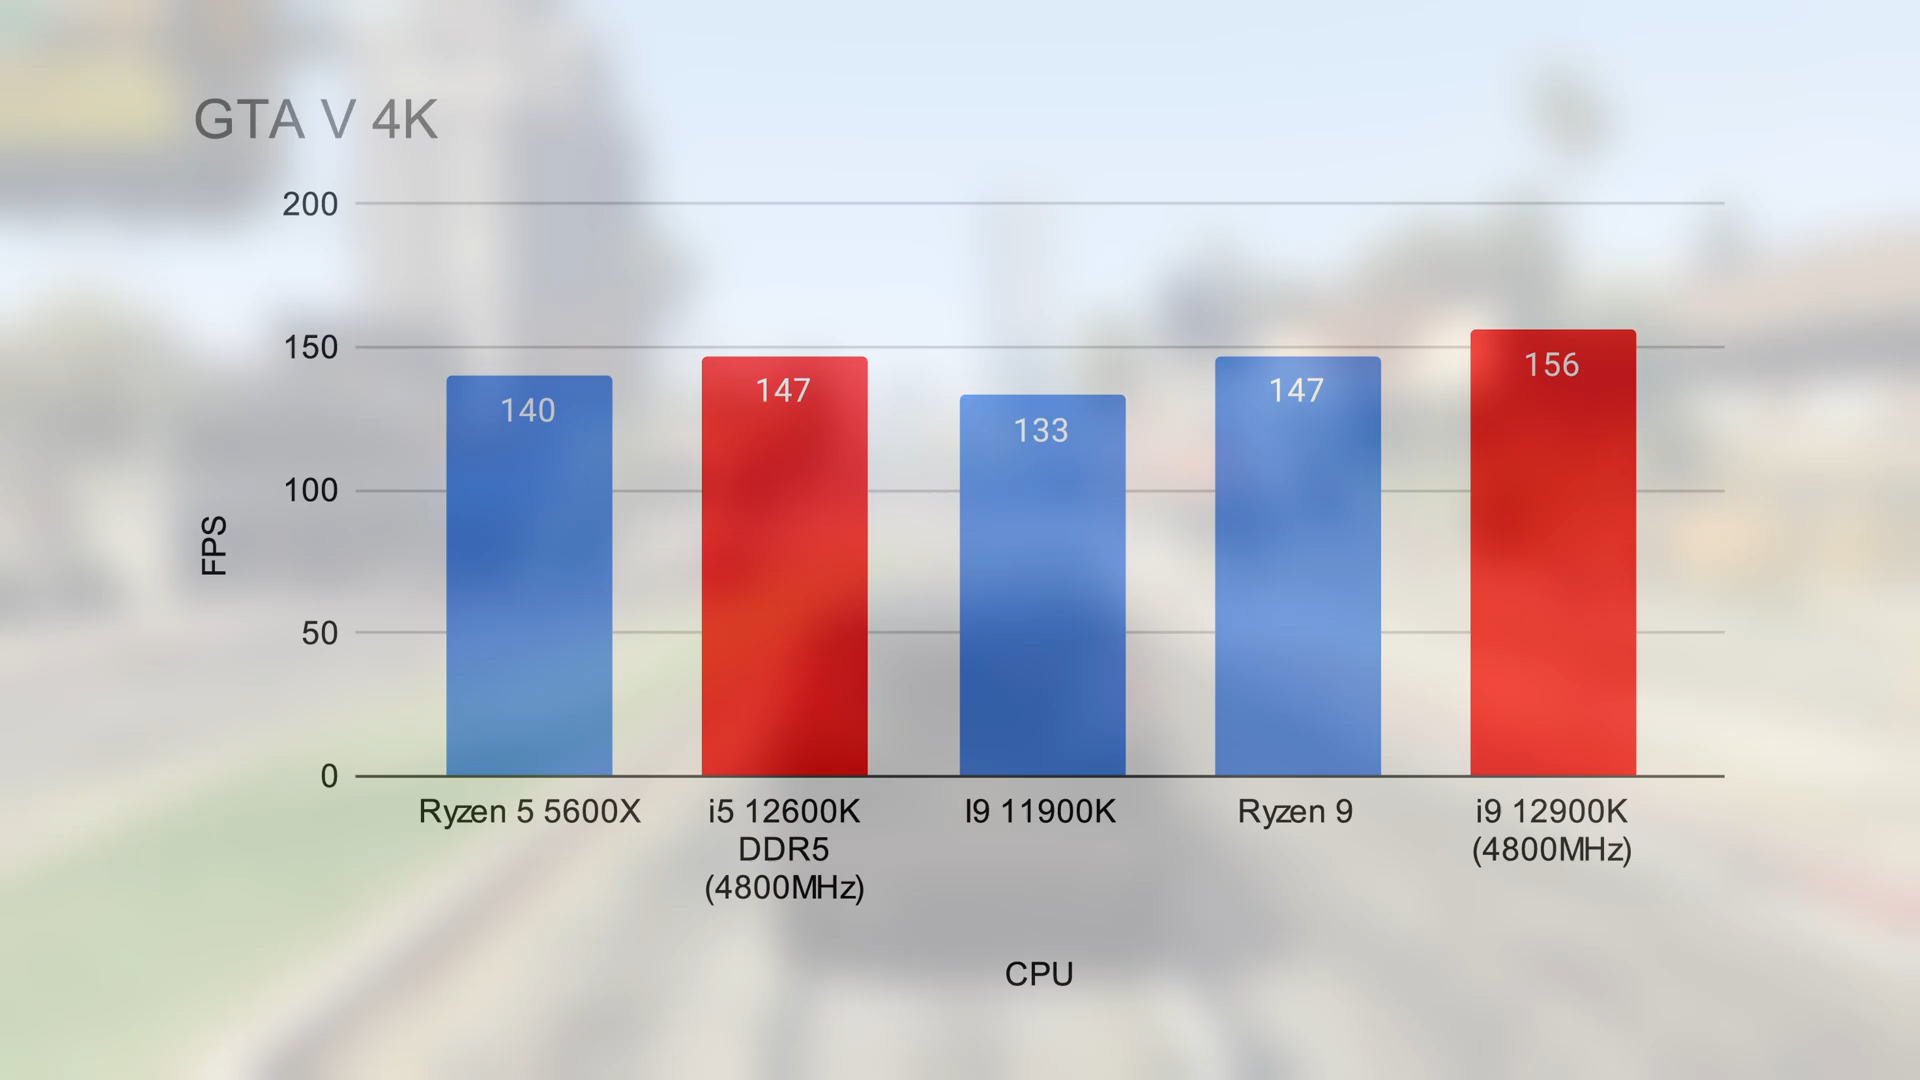 GTA V 4K
200
150
100
50
0
FPS
140
147
133
147
156
Ryzen 5 5600X
i5 12600K
DDR5
(4800MHz)
I9 11900K
Ryzen 9
i9 12900K
(4800MHz)
CPU